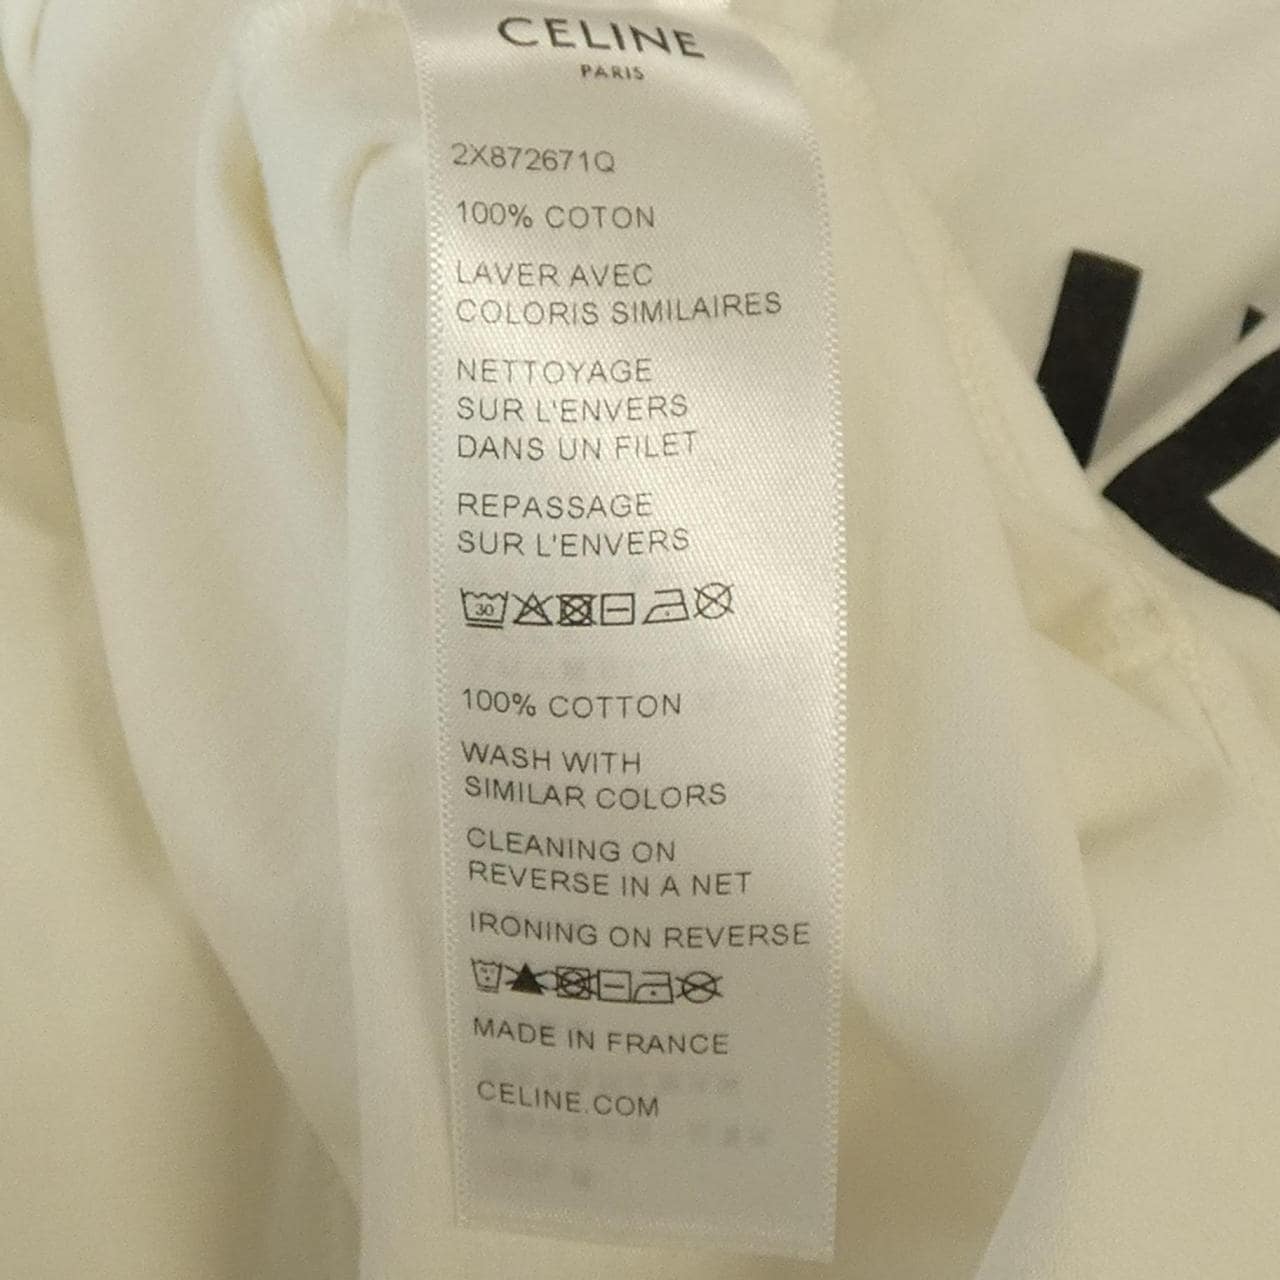 CELINE
PARIS
2X872671Q
100% COTON
LAVER AVEC
COLORIS SIMILAIRES
NETTOYAGE
SUR L'ENVERS
DANS UN FILET
REPASSAGE
SUR L'ENVERS
30
100% COTTON
WASH WITH
SIMILAR COLORS
CLEANING ON
REVERSE IN A NET
IRONING ON REVERSE
MADE IN FRANCE
CELINE.COM